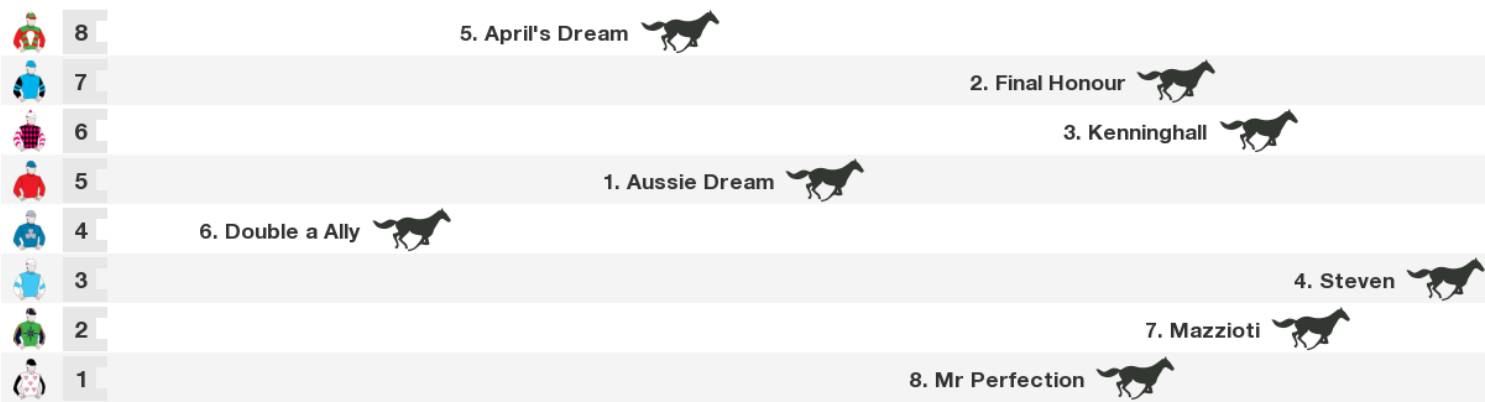 8 5. April's Dream
7 2. Final Honour
6 3. Kenninghall
5 1. Aussie Dream
4 6. Double a Ally
3 4. Steven
2 7. Mazzioti
1 8. Mr Perfection